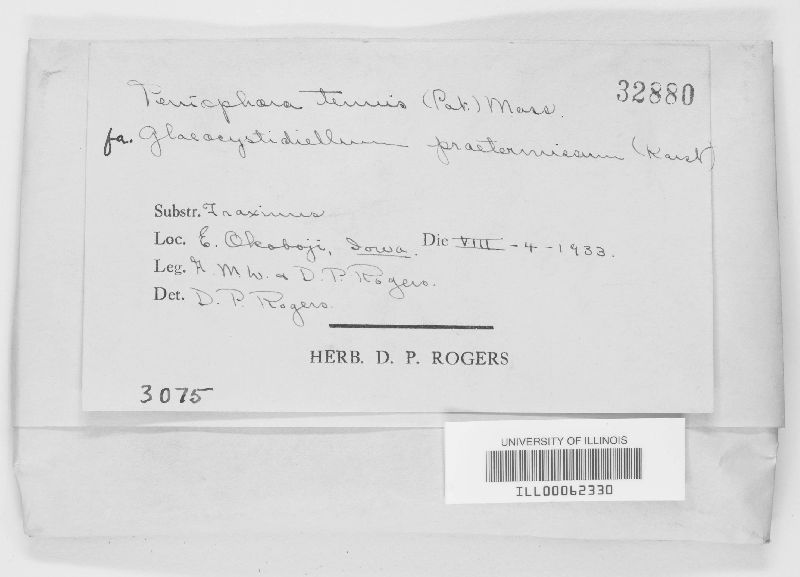 Peniophora tenuis (Pat.) Mass. 32880
fa. Gloeocystidiellum praetermissum (Karst)
Substr. Fraxinus
Loc. E. Okoboji, Iowa. Die VIII - 4 - 1933.
Leg. M.W. & D.P. Rogers.
Det. D. P. Rogers.
HERB. D. P. ROGERS
3075
UNIVERSITY OF ILLINOIS
ILL00062330